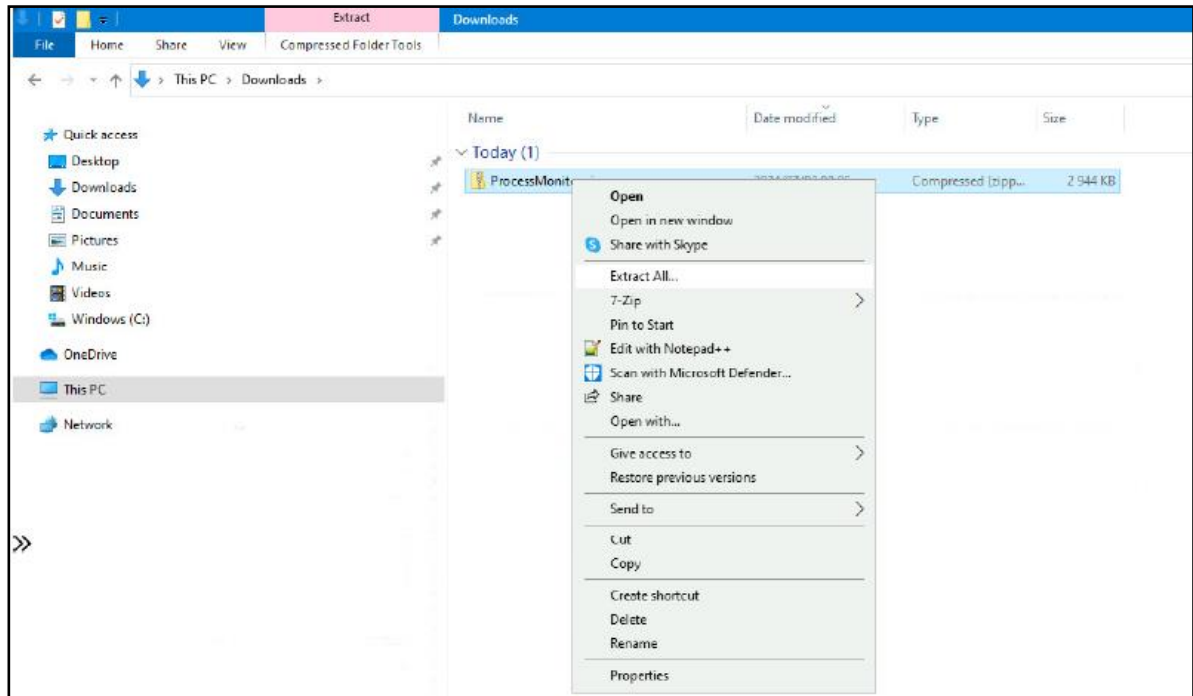 Extract
Downloads
File
Home
Share
View
Compressed Folder Tools
This PC > Downloads >
Name
Date modified
Type
Size
Quick access
Desktop
Downloads
Documents
Pictures
Music
Videos
Windows (C:)
OneDrive
This PC
Network
Today (1)
Compressed (zipp...
2 944 KB
Open
Open in new window
Share with Skype
Extract All...
7-Zip
Pin to Start
Edit with Notepad++
Scan with Microsoft Defender...
Share
Open with...
Give access to
Restore previous versions
Send to
Cut
Copy
Create shortcut
Delete
Rename
Properties
»